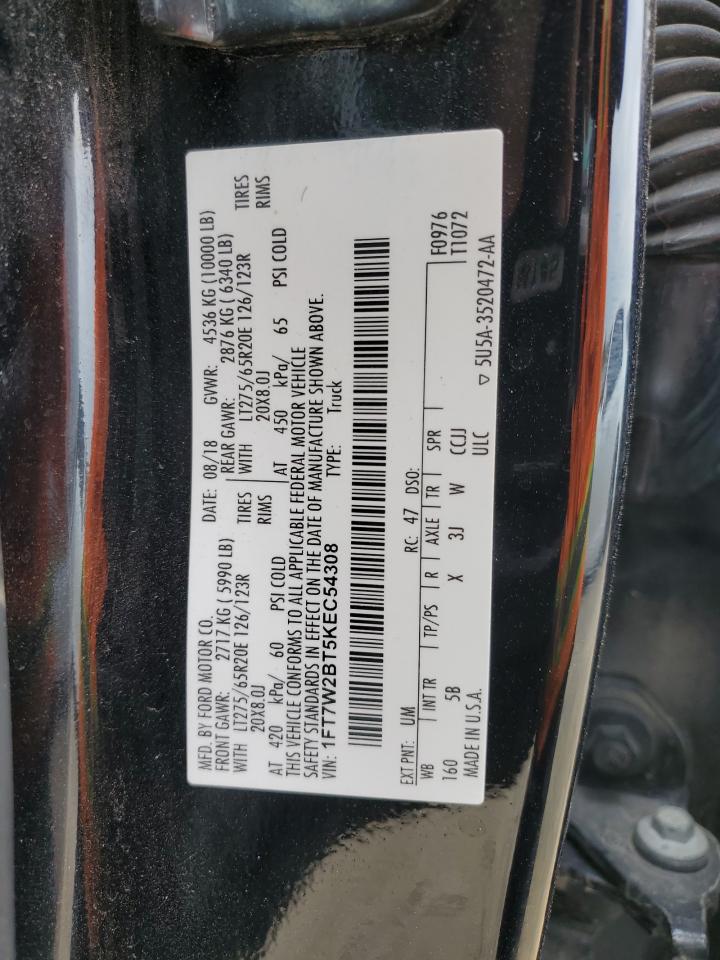 MFD. BY FORD MOTOR CO. DATE: 08/18 GVWR: 4536 KG (10000 LB)
FRONT GAWR: 2717 KG ( 5990 LB) REAR GAWR: 2876 KG ( 6340 LB)
WITH LT275/65R20E 126/123R TIRES WITH LT275/65R20E 126/123R TIRES
20X8.0J RIMS 20X8.0J RIMS
AT 420 kPa/ 60 PSI COLD AT 450 kPa/ 65 PSI COLD
THIS VEHICLE CONFORMS TO ALL APPLICABLE FEDERAL MOTOR VEHICLE
SAFETY STANDARDS IN EFFECT ON THE DATE OF MANUFACTURE SHOWN ABOVE.
VIN: 1FT7W2BT5KEC54308 TYPE: Truck
F0976
EXT PNT: UM RC: 47 DSO: T1072
WB INT TR TP/PS R AXLE TR SPR
160 5B X 3J W CCJJ
MADE IN U.S.A. ULC ▽ 5U5A-3520472-AA